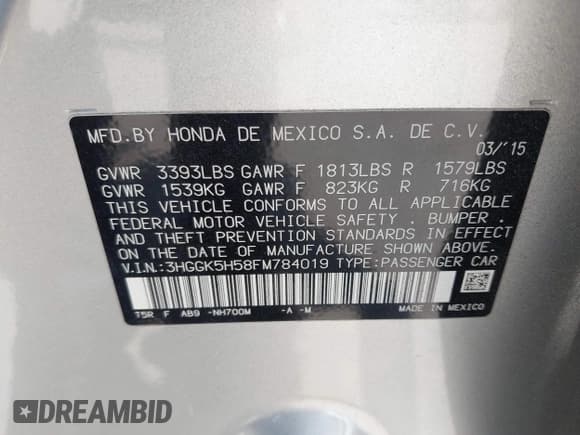 MFD.BY HONDA DE MEXICO S.A. DE C.V.
03/'15
GVWR 3393LBS GAWR F 1813LBS R 1579LBS
GVWR 1539KG GAWR F 823KG R 716KG
THIS VEHICLE CONFORMS TO ALL APPLICABLE
FEDERAL MOTOR VEHICLE SAFETY . BUMPER .
AND THEFT PREVENTION STANDARDS IN EFFECT
ON THE DATE OF MANUFACTURE SHOWN ABOVE.
V.I.N.:3HGGK5H58FM784019 TYPE:PASSENGER CAR
T5R F AB9 -NH700M -A -M MADE IN MEXICO
DREAMBID